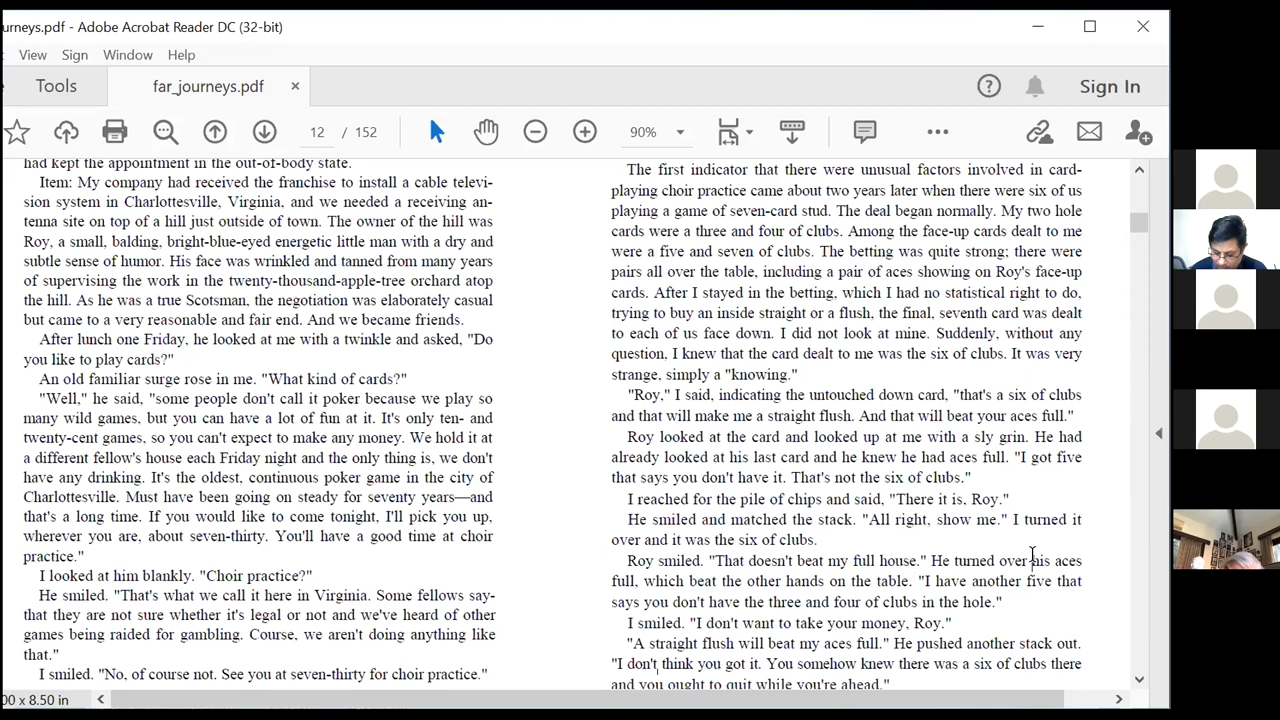 urneys.pdf - Adobe Acrobat Reader DC (32-bit)
View Sign Window Help
Tools far_journeys.pdf × Sign In
12 / 152 90%
had kept the appointment in the out-of-body state.
Item: My company had received the franchise to install a cable televi-
sion system in Charlottesville, Virginia, and we needed a receiving an-
tenna site on top of a hill just outside of town. The owner of the hill was
Roy, a small, balding, bright-blue-eyed energetic little man with a dry and
subtle sense of humor. His face was wrinkled and tanned from many years
of supervising the work in the twenty-thousand-apple-tree orchard atop
the hill. As he was a true Scotsman, the negotiation was elaborately casual
but came to a very reasonable and fair end. And we became friends.
After lunch one Friday, he looked at me with a twinkle and asked, "Do
you like to play cards?"
An old familiar surge rose in me. "What kind of cards?"
"Well," he said, "some people don't call it poker because we play so
many wild games, but you can have a lot of fun at it. It's only ten- and
twenty-cent games, so you can't expect to make any money. We hold it at
a different fellow's house each Friday night and the only thing is, we don't
have any drinking. It's the oldest, continuous poker game in the city of
Charlottesville. Must have been going on steady for seventy years—and
that's a long time. If you would like to come tonight, I'll pick you up,
wherever you are, about seven-thirty. You'll have a good time at choir
practice."
I looked at him blankly. "Choir practice?"
He smiled. "That's what we call it here in Virginia. Some fellows say-
that they are not sure whether it's legal or not and we've heard of other
games being raided for gambling. Course, we aren't doing anything like
that."
I smiled. "No, of course not. See you at seven-thirty for choir practice."
The first indicator that there were unusual factors involved in card-
playing choir practice came about two years later when there were six of us
playing a game of seven-card stud. The deal began normally. My two hole
cards were a three and four of clubs. Among the face-up cards dealt to me
were a five and seven of clubs. The betting was quite strong; there were
pairs all over the table, including a pair of aces showing on Roy's face-up
cards. After I stayed in the betting, which I had no statistical right to do,
trying to buy an inside straight or a flush, the final, seventh card was dealt
to each of us face down. I did not look at mine. Suddenly, without any
question, I knew that the card dealt to me was the six of clubs. It was very
strange, simply a "knowing."
"Roy," I said, indicating the untouched down card, "that's a six of clubs
and that will make me a straight flush. And that will beat your aces full."
Roy looked at the card and looked up at me with a sly grin. He had
already looked at his last card and he knew he had aces full. "I got five
that says you don't have it. That's not the six of clubs."
I reached for the pile of chips and said, "There it is, Roy."
He smiled and matched the stack. "All right, show me." I turned it
over and it was the six of clubs.
Roy smiled. "That doesn't beat my full house." He turned over his aces
full, which beat the other hands on the table. "I have another five that
says you don't have the three and four of clubs in the hole."
I smiled. "I don't want to take your money, Roy."
"A straight flush will beat my aces full." He pushed another stack out.
"I don't think you got it. You somehow knew there was a six of clubs there
and you ought to quit while you're ahead."
00 x 8.50 in